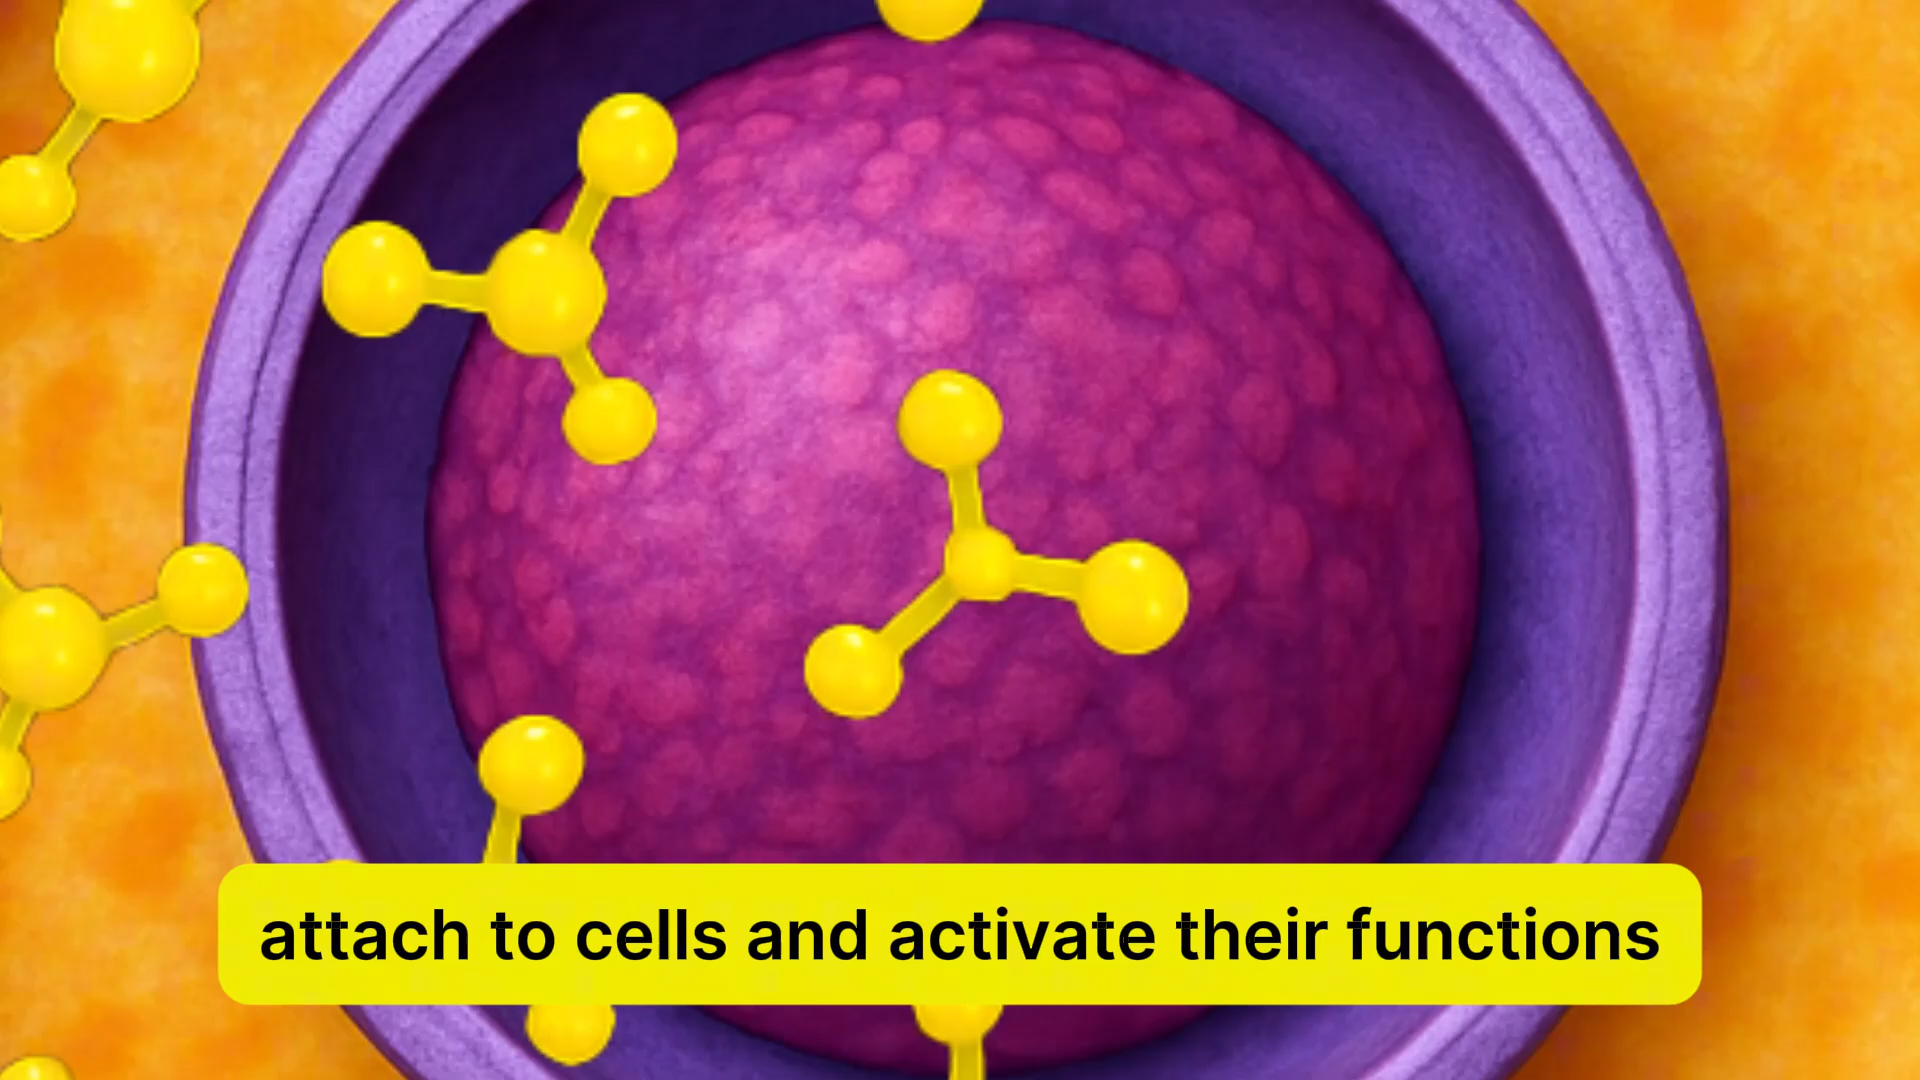 attach to cells and activate their functions